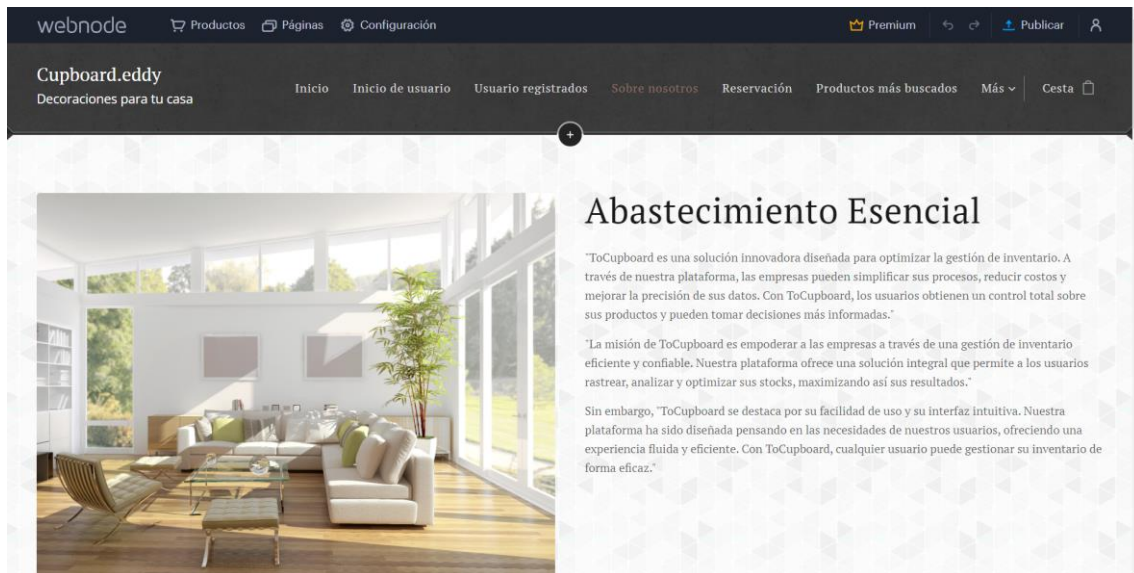 webnode Productos Páginas Configuración Premium Publicar
Cupboard.eddy
Decoraciones para tu casa
Inicio Inicio de usuario Usuario registrados Sobre nosotros Reservación Productos más buscados Más Cesta
Abastecimiento Esencial
"ToCupboard es una solución innovadora diseñada para optimizar la gestión de inventario. A
través de nuestra plataforma, las empresas pueden simplificar sus procesos, reducir costos y
mejorar la precisión de sus datos. Con ToCupboard, los usuarios obtienen un control total sobre
sus productos y pueden tomar decisiones más informadas."
"La misión de ToCupboard es empoderar a las empresas a través de una gestión de inventario
eficiente y confiable. Nuestra plataforma ofrece una solución integral que permite a los usuarios
rastrear, analizar y optimizar sus stocks, maximizando así sus resultados."
Sin embargo, "ToCupboard se destaca por su facilidad de uso y su interfaz intuitiva. Nuestra
plataforma ha sido diseñada pensando en las necesidades de nuestros usuarios, ofreciendo una
experiencia fluida y eficiente. Con ToCupboard, cualquier usuario puede gestionar su inventario de
forma eficaz."